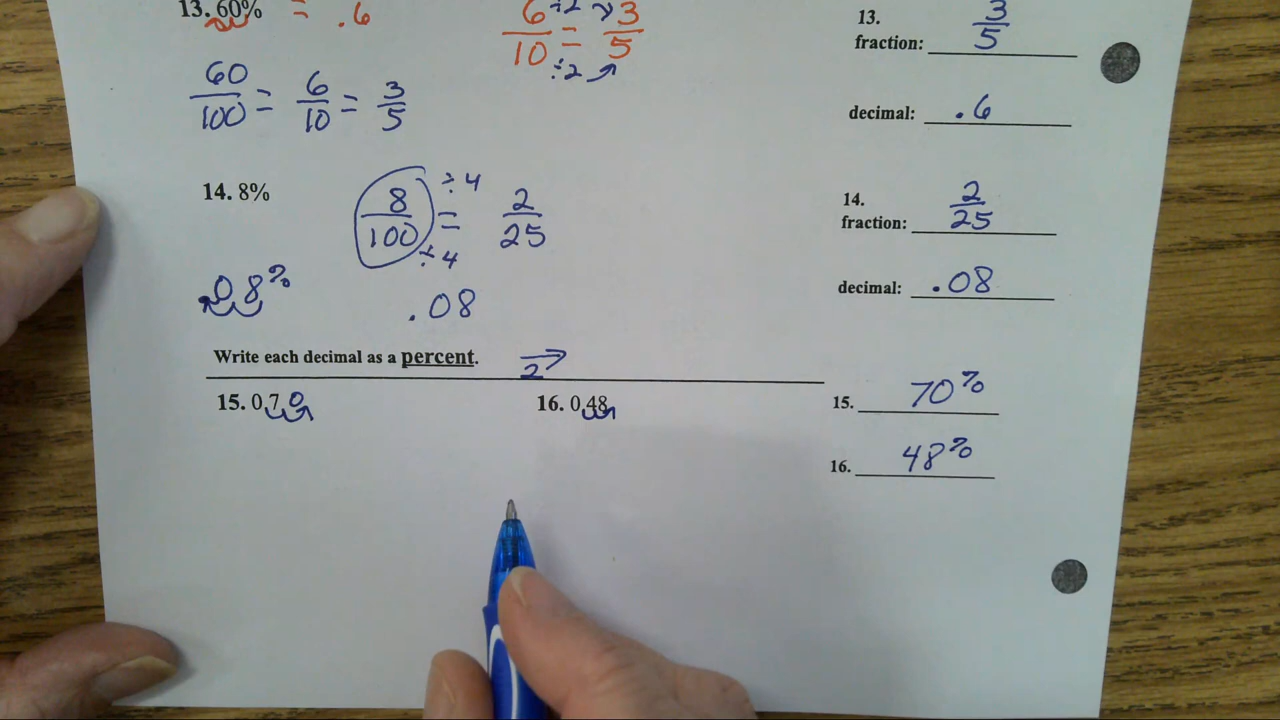 13. 60% = .6
6/10 ÷2 = 3/5 ÷2
13.
fraction: 3/5
60/100 = 6/10 = 3/5
decimal: .6
14. 8%
8/100 ÷4 = 2/25 ÷4
14.
fraction: 2/25
08%
.08
decimal: .08
Write each decimal as a percent. 2→
15. 0.70
16. 0.48
15. 70%
16. 48%